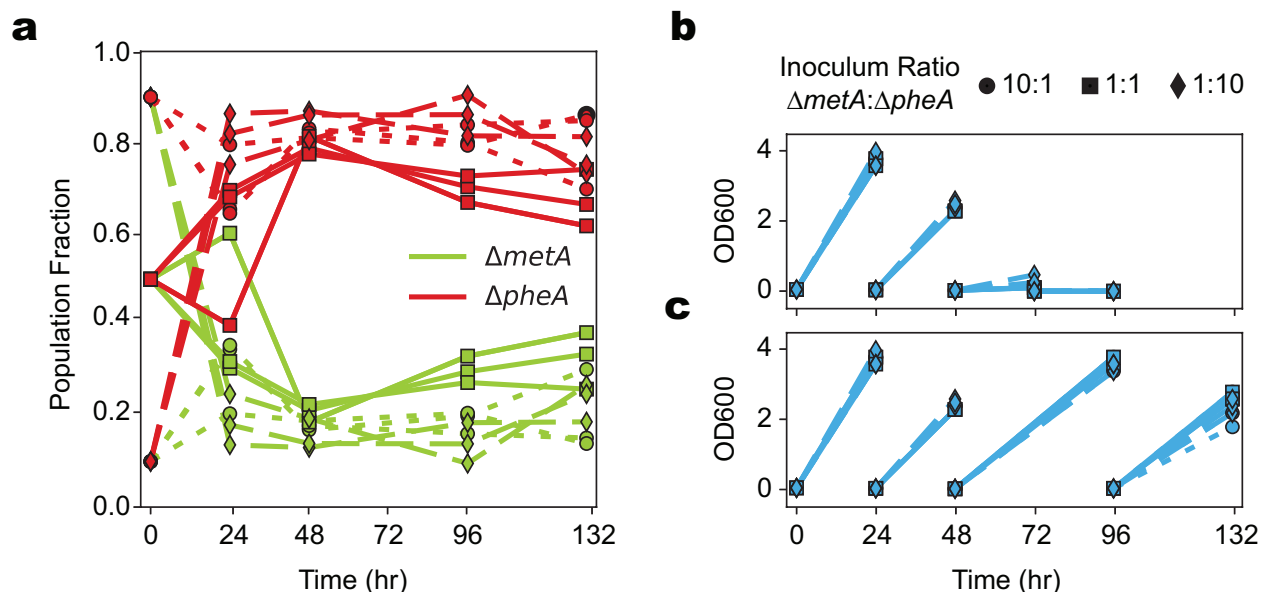 a
1.0
0.8
0.6
0.4
0.2
0.0
Population Fraction
ΔmetA
ΔpheA
0 24 48 72 96 132
Time (hr)
b
Inoculum Ratio
ΔmetA:ΔpheA
10:1 1:1 1:10
4
2
0
OD600
c
4
2
0
OD600
0 24 48 72 96 132
Time (hr)